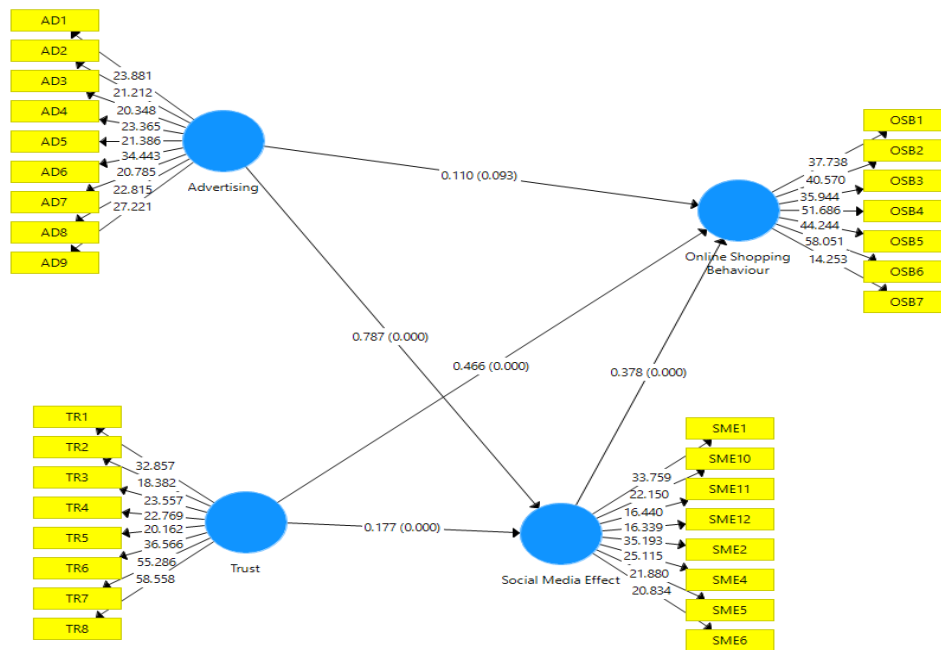 AD1
AD2
AD3
AD4
AD5
AD6
AD7
AD8
AD9
23.881
21.212
20.348
23.365
21.386
34.443
20.785
22.815
27.221
Advertising
0.110 (0.093)
OSB1
OSB2
OSB3
OSB4
OSB5
OSB6
OSB7
37.738
40.570
35.944
51.686
44.244
58.051
14.253
Online Shopping
Behaviour
0.787 (0.000)
0.466 (0.000)
0.378 (0.000)
TR1
TR2
TR3
TR4
TR5
TR6
TR7
TR8
32.857
18.382
23.557
22.769
20.162
36.566
55.286
58.558
Trust
0.177 (0.000)
Social Media Effect
33.759
22.150
16.440
16.339
35.193
25.115
21.880
20.834
SME1
SME10
SME11
SME12
SME2
SME4
SME5
SME6